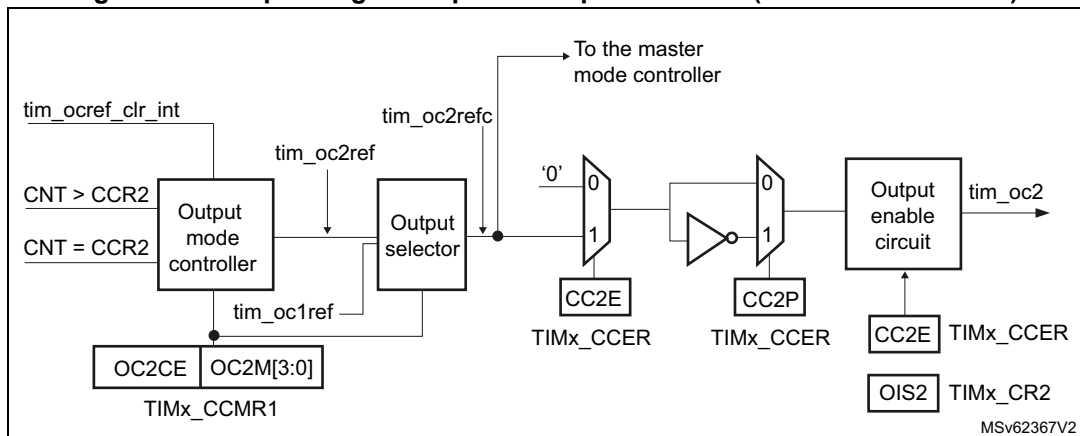 To the master
mode controller
tim_ocref_clr_int
tim_oc2refc
tim_oc2ref
'0'
0
1
0
1
CNT > CCR2
CNT = CCR2
Output
mode
controller
Output
selector
Output
enable
circuit
tim_oc2
tim_oc1ref
CC2E
TIMx_CCER
CC2P
TIMx_CCER
CC2E
TIMx_CCER
OC2CE
OC2M[3:0]
TIMx_CCMR1
OIS2
TIMx_CR2
MSv62367V2